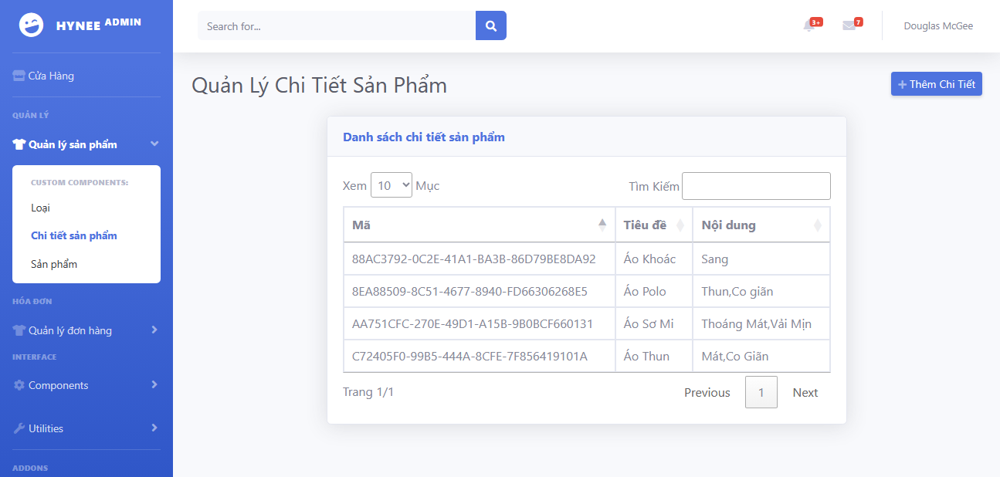 HYNEE ADMIN
Search for...
3+
7
Douglas McGee
Cửa Hàng
QUẢN LÝ
Quản lý sản phẩm
CUSTOM COMPONENTS:
Loại
Chi tiết sản phẩm
Sản phẩm
HÓA ĐƠN
Quản lý đơn hàng
INTERFACE
Components
Utilities
ADDONS
Quản Lý Chi Tiết Sản Phẩm
Thêm Chi Tiết
Danh sách chi tiết sản phẩm
Xem 10 Mục
Tìm Kiếm
Mã Tiêu đề Nội dung
88AC3792-0C2E-41A1-BA3B-86D79BE8DA92 Áo Khoác Sang
8EA88509-8C51-4677-8940-FD66306268E5 Áo Polo Thun,Co giãn
AA751CFC-270E-49D1-A15B-9B0BCF660131 Áo Sơ Mi Thoáng Mát,Vải Mịn
C72405F0-99B5-444A-8CFE-7F856419101A Áo Thun Mát,Co Giãn
Trang 1/1
Previous 1 Next